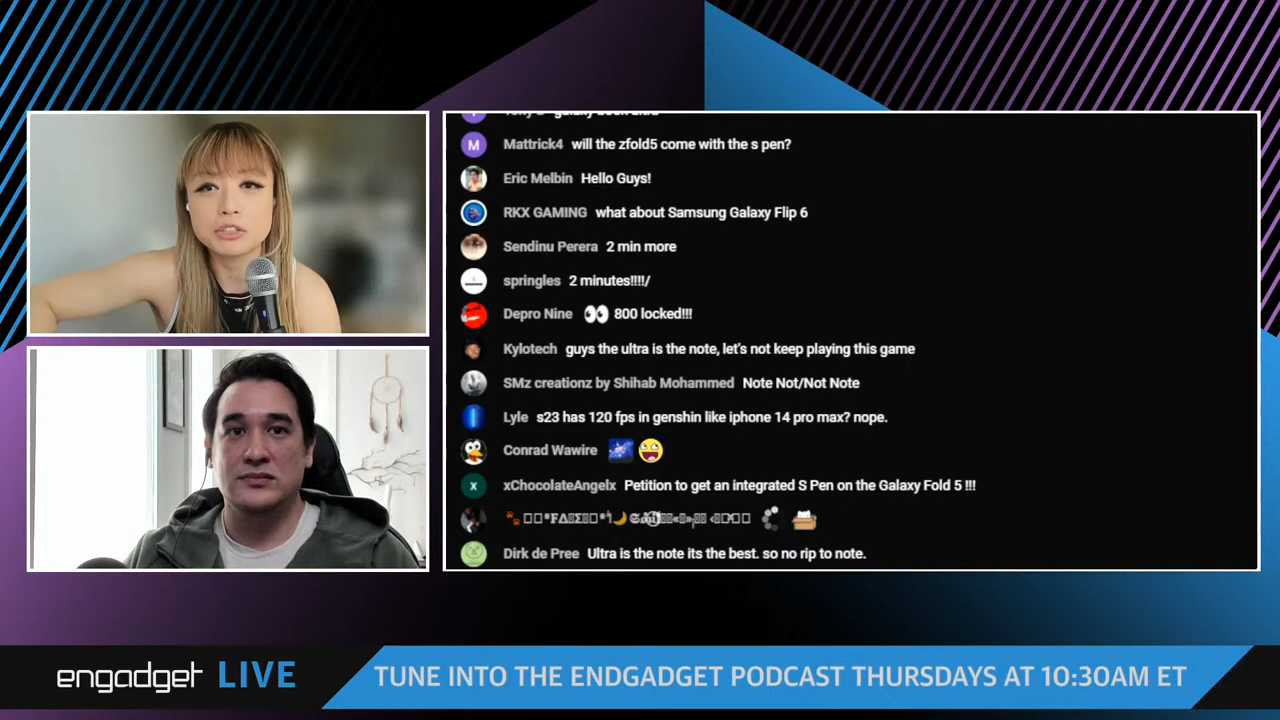 Mattrick4 will the zfold5 come with the s pen?
Eric Melbin Hello Guys!
RKX GAMING what about Samsung Galaxy Flip 6
Sendinu Perera 2 min more
springles 2 minutes!!!!/
Depro Nine 👀 800 locked!!!
Kylotech guys the ultra is the note, let's not keep playing this game
SMz creationz by Shihab Mohammed Note Not/Not Note
Lyle s23 has 120 fps in genshin like iphone 14 pro max? nope.
Conrad Wawire
xChocolateAngelx Petition to get an integrated S Pen on the Galaxy Fold 5 !!!
Dirk de Pree Ultra is the note its the best. so no rip to note.
engadget LIVE
TUNE INTO THE ENDGADGET PODCAST THURSDAYS AT 10:30AM ET